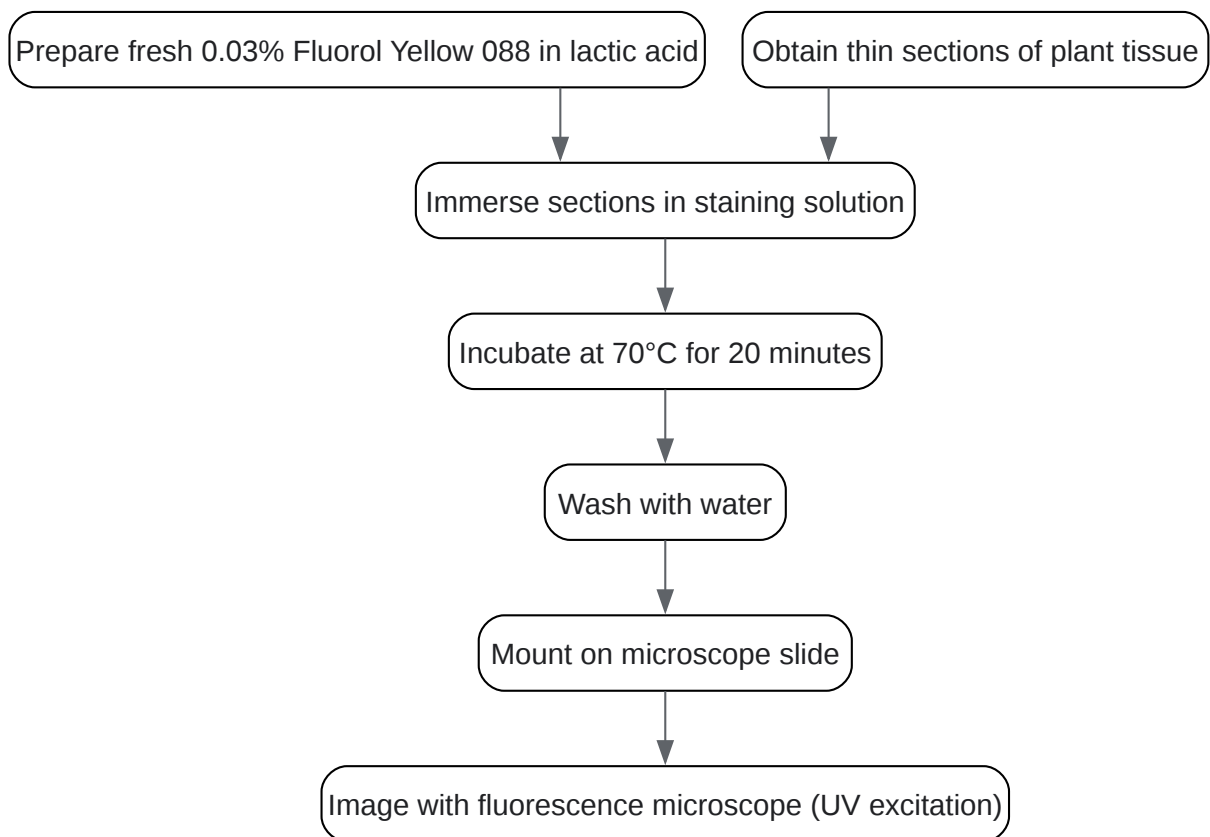 Prepare fresh 0.03% Fluorol Yellow 088 in lactic acid
Obtain thin sections of plant tissue
Immerse sections in staining solution
Incubate at 70°C for 20 minutes
Wash with water
Mount on microscope slide
Image with fluorescence microscope (UV excitation)